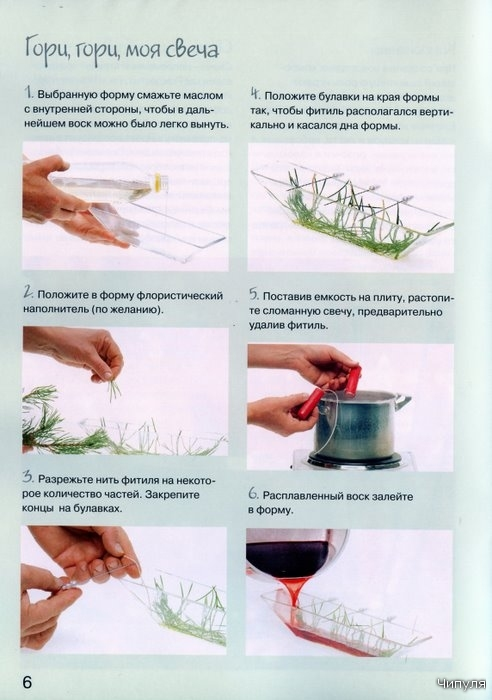 Гори, гори, моя свеча
1. Выбранную форму смажьте маслом
с внутренней стороны, чтобы в даль-
нейшем воск можно было легко вынуть.
2. Положите в форму флористический
наполнитель (по желанию).
3. Разрежьте нить фитиля на некото-
рое количество частей. Закрепите
концы на булавках.
4. Положите булавки на края формы
так, чтобы фитиль располагался верти-
кально и касался дна формы.
5. Поставив емкость на плиту, растопи-
те сломанную свечу, предварительно
удалив фитиль.
6. Расплавленный воск залейте
в форму.
6
Чипуля